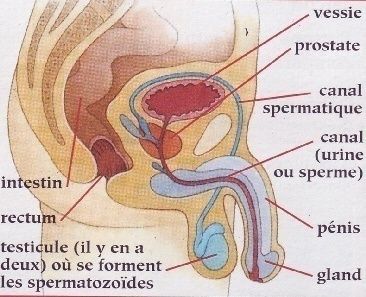 vessie
prostate
canal
spermatique
canal
(urine
ou sperme)
intestin
rectum
pénis
testicule (il y en a
deux) où se forment
les spermatozoïdes
gland